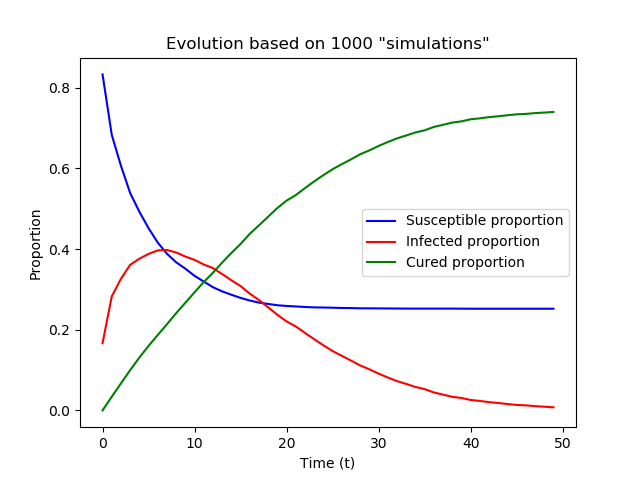 Evolution based on 1000 "simulations"
0.8
0.6
0.4
0.2
0.0
Proportion
Susceptible proportion
Infected proportion
Cured proportion
0 10 20 30 40 50
Time (t)